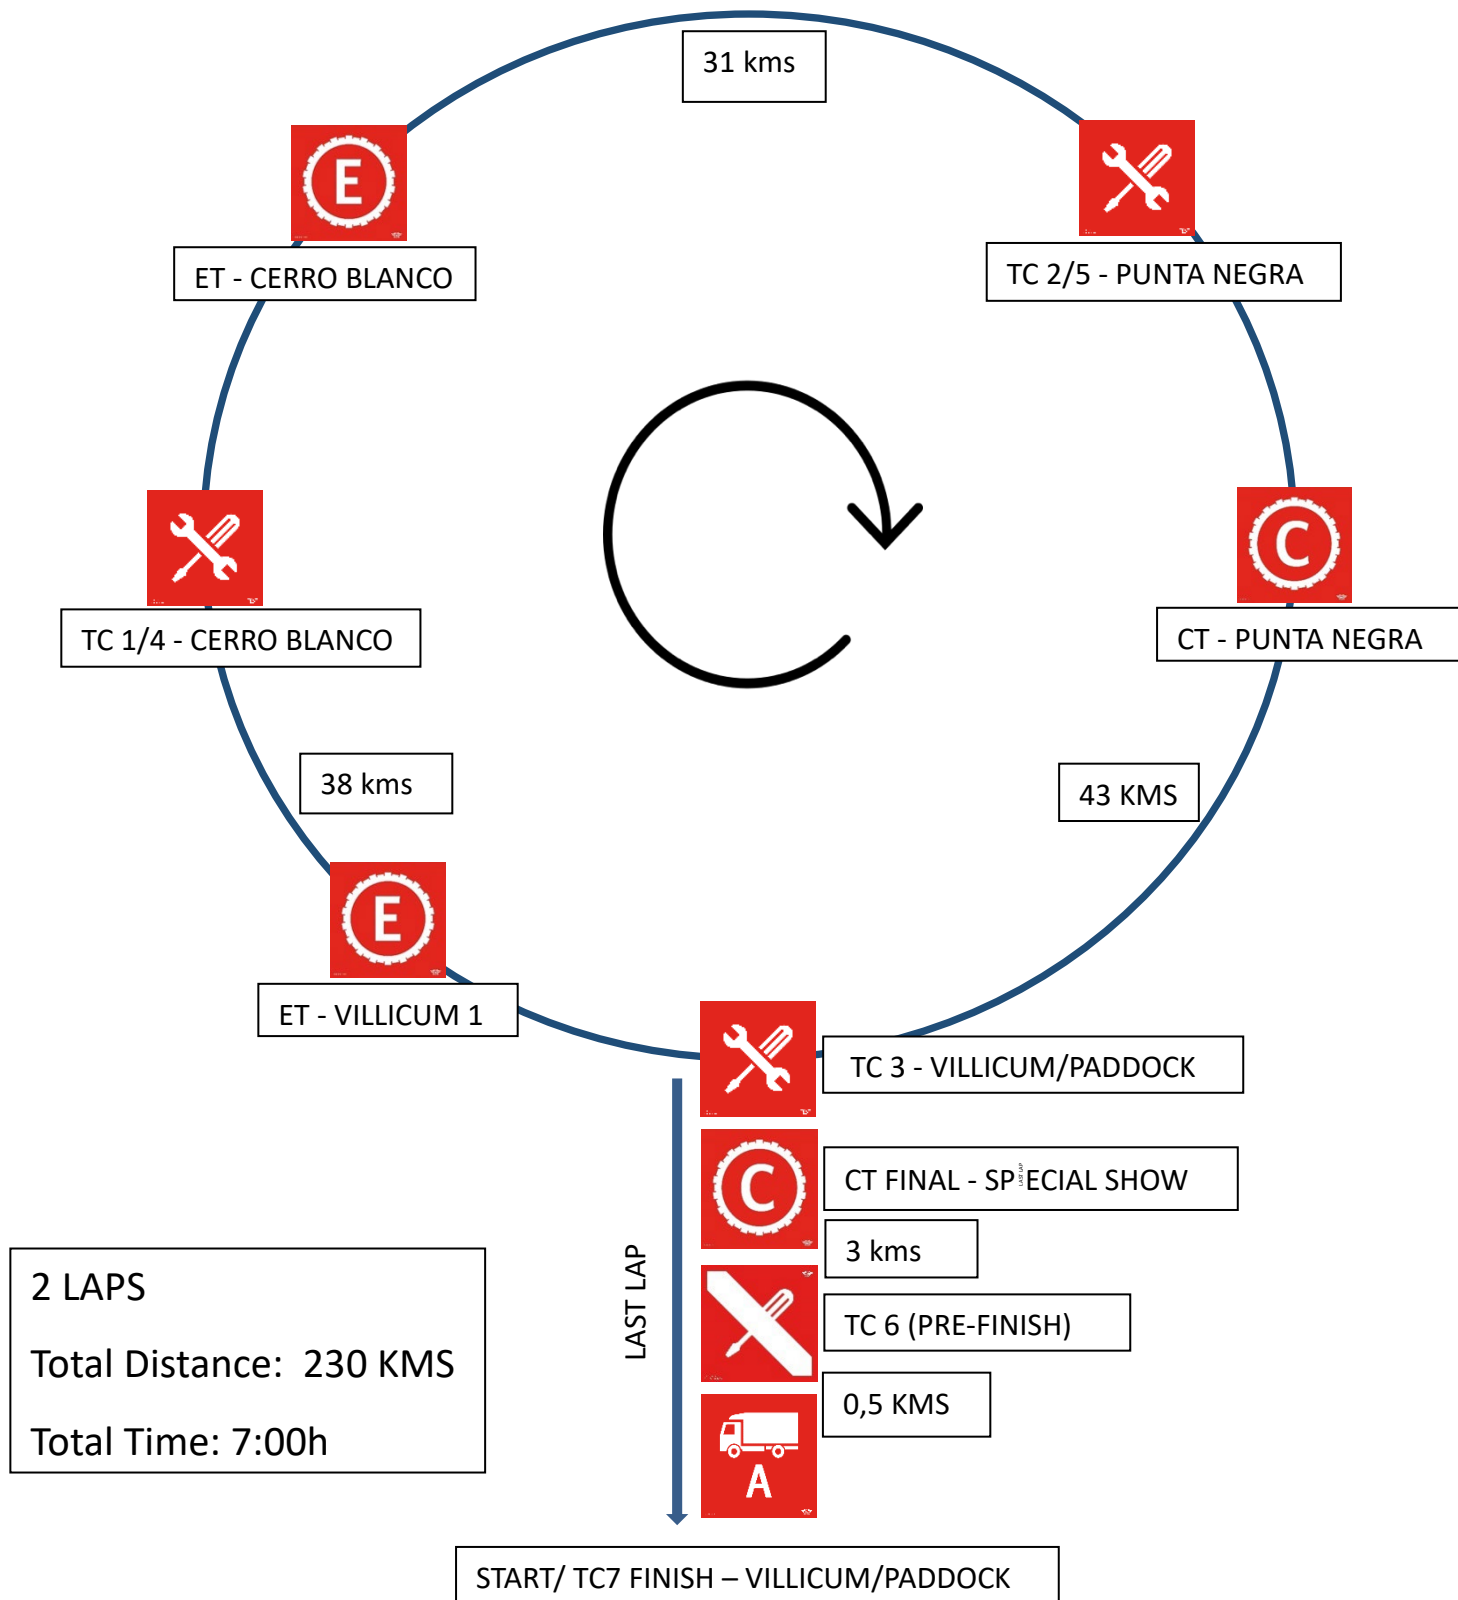 31 kms
E
ET - CERRO BLANCO
TC 2/5 - PUNTA NEGRA
C
CT - PUNTA NEGRA
TC 1/4 - CERRO BLANCO
38 kms
43 KMS
E
ET - VILLICUM 1
TC 3 - VILLICUM/PADDOCK
C
CT FINAL - SPECIAL SHOW
LAST LAP
3 kms
LAST LAP
TC 6 (PRE-FINISH)
0,5 KMS
A
2 LAPS
Total Distance: 230 KMS
Total Time: 7:00h
START/ TC7 FINISH – VILLICUM/PADDOCK